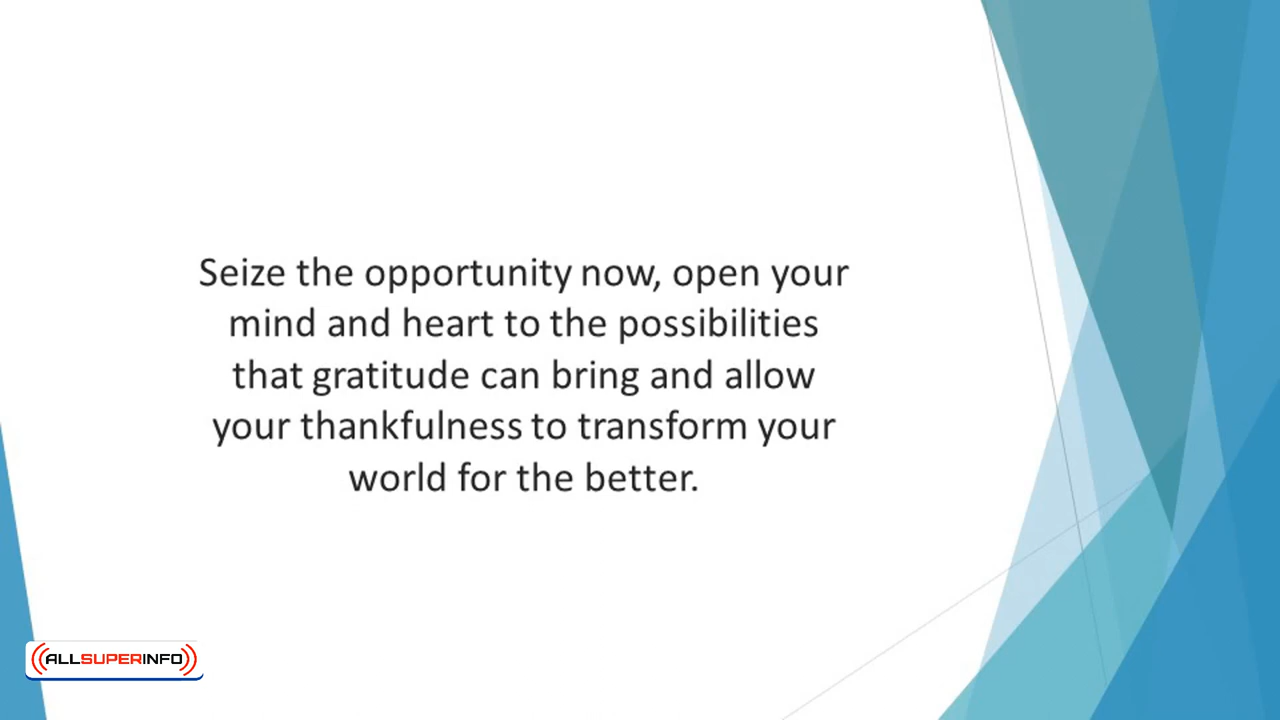 Seize the opportunity now, open your
mind and heart to the possibilities
that gratitude can bring and allow
your thankfulness to transform your
world for the better.
ALLSUPERINFO